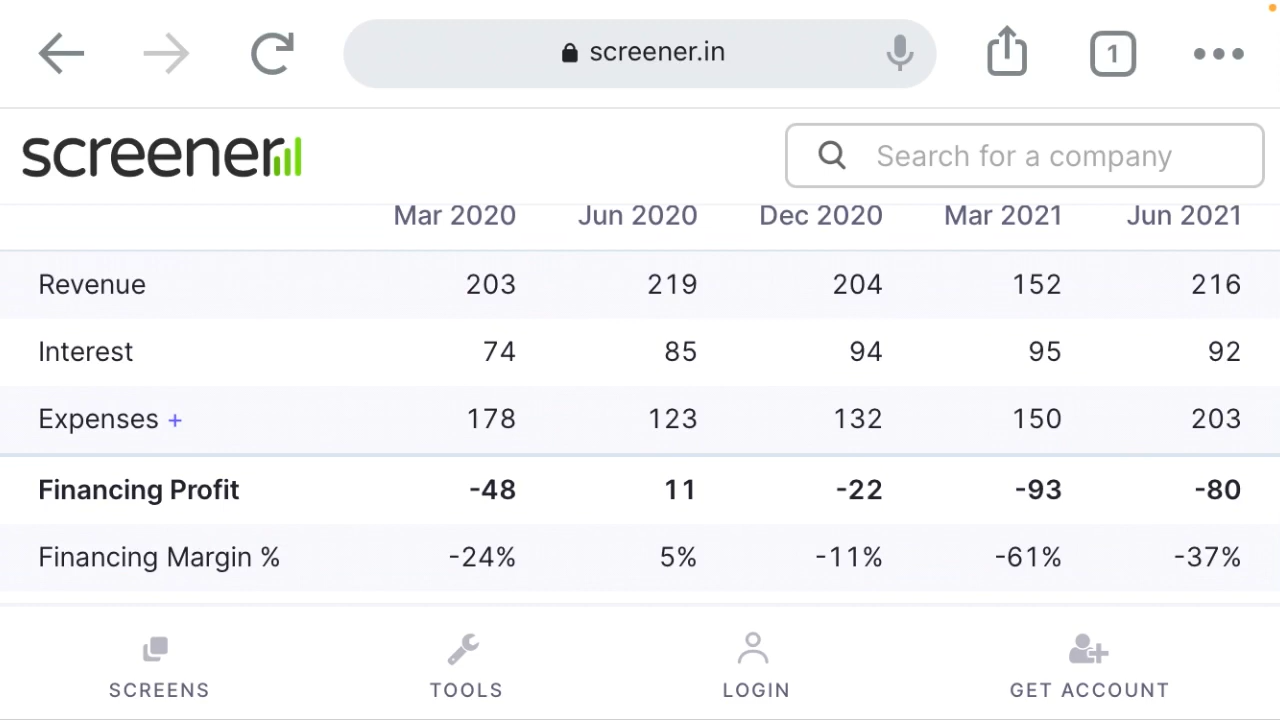 screener.in
1
screener
Search for a company
Mar 2020 Jun 2020 Dec 2020 Mar 2021 Jun 2021
Revenue 203 219 204 152 216
Interest 74 85 94 95 92
Expenses + 178 123 132 150 203
Financing Profit -48 11 -22 -93 -80
Financing Margin % -24% 5% -11% -61% -37%
SCREENS TOOLS LOGIN GET ACCOUNT